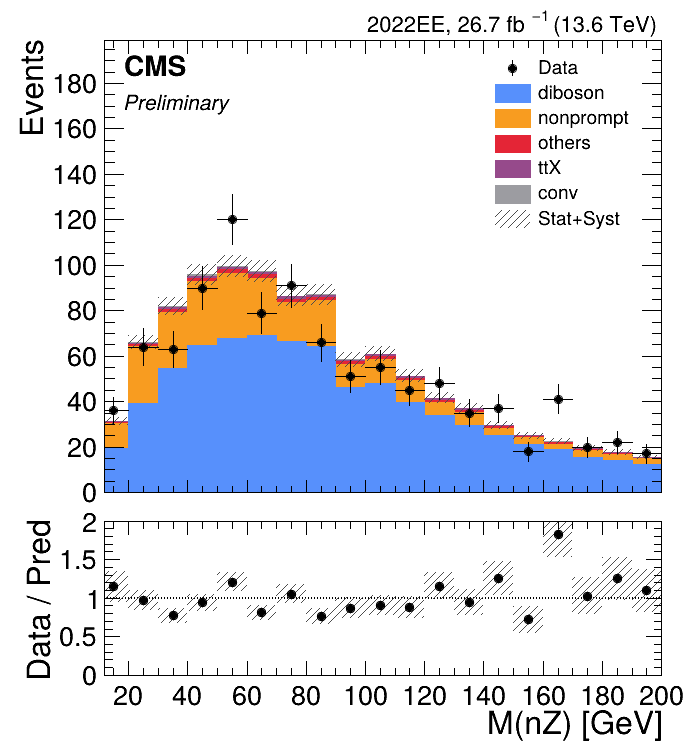 2022EE, 26.7 fb⁻¹ (13.6 TeV)
CMS
Preliminary
Data
diboson
nonprompt
others
ttX
conv
Stat+Syst
Events
180
160
140
120
100
80
60
40
20
0
Data / Pred
2
1.5
1
0.5
0
20 40 60 80 100 120 140 160 180 200
M(nZ) [GeV]